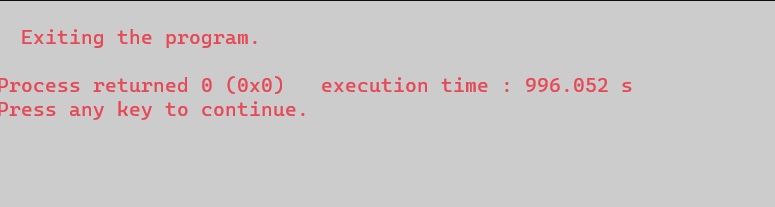 Exiting the program.
Process returned 0 (0x0)   execution time : 996.052 s
Press any key to continue.